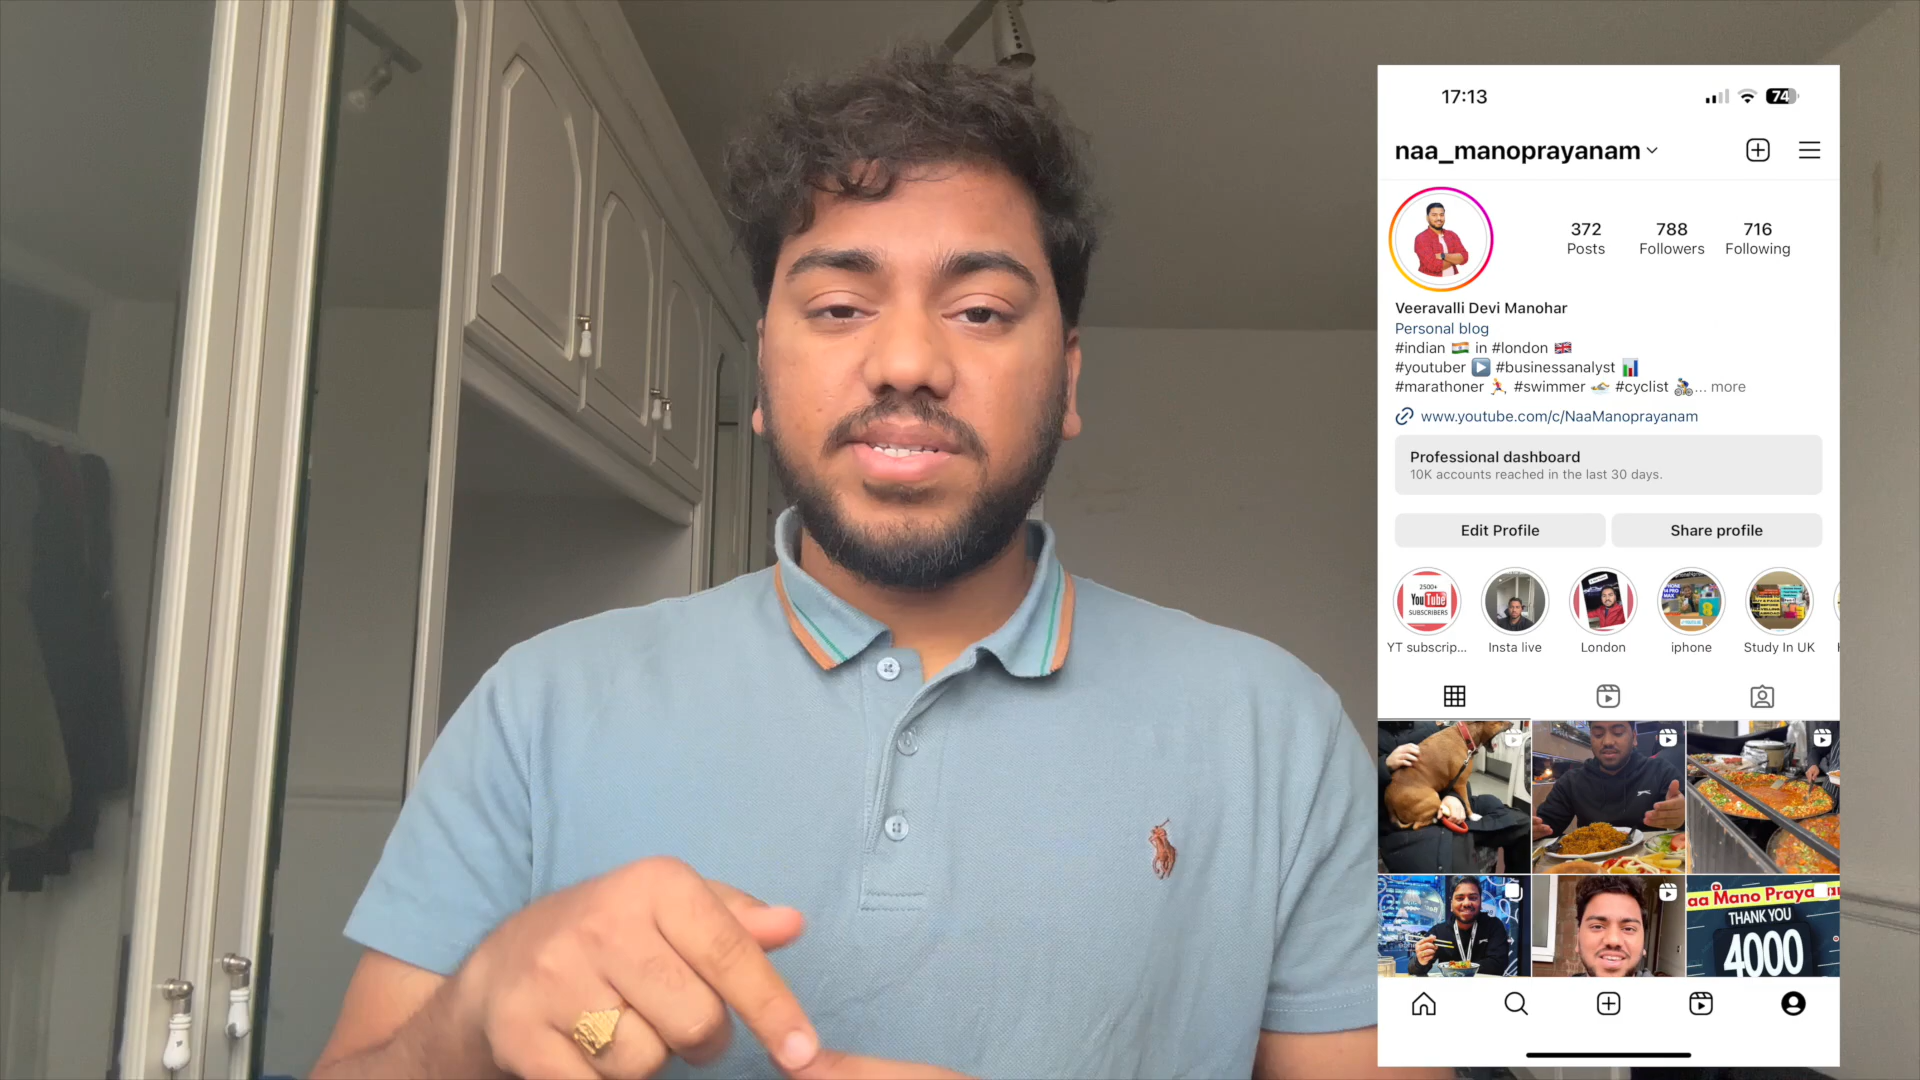 17:13
74
naa_manoprayanam
372
788
716
Posts
Followers
Following
Veeravalli Devi Manohar
Personal blog
#indian 🇮🇳 in #london 🇬🇧
#youtuber ▶️ #businessanalyst 📊
#marathoner 🏃 #swimmer 🏊 #cyclist 🚴... more
www.youtube.com/c/NaaManoprayanam
Professional dashboard
10K accounts reached in the last 30 days.
Edit Profile
Share profile
2500+
YouTube
SUBSCRIBERS
YT subscrip...
Insta live
London
iphone
Study In UK
aa Mano Praya
THANK YOU
4000